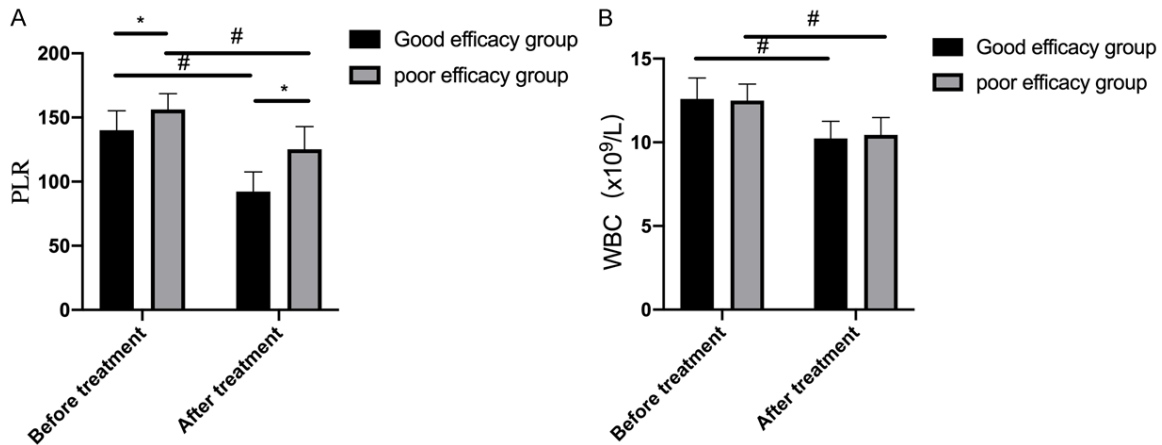 A
*
#
#
*
200
150
100
50
0
PLR
Good efficacy group
poor efficacy group
Before treatment
After treatment
B
#
#
15
10
5
0
WBC (x10⁹/L)
Good efficacy group
poor efficacy group
Before treatment
After treatment